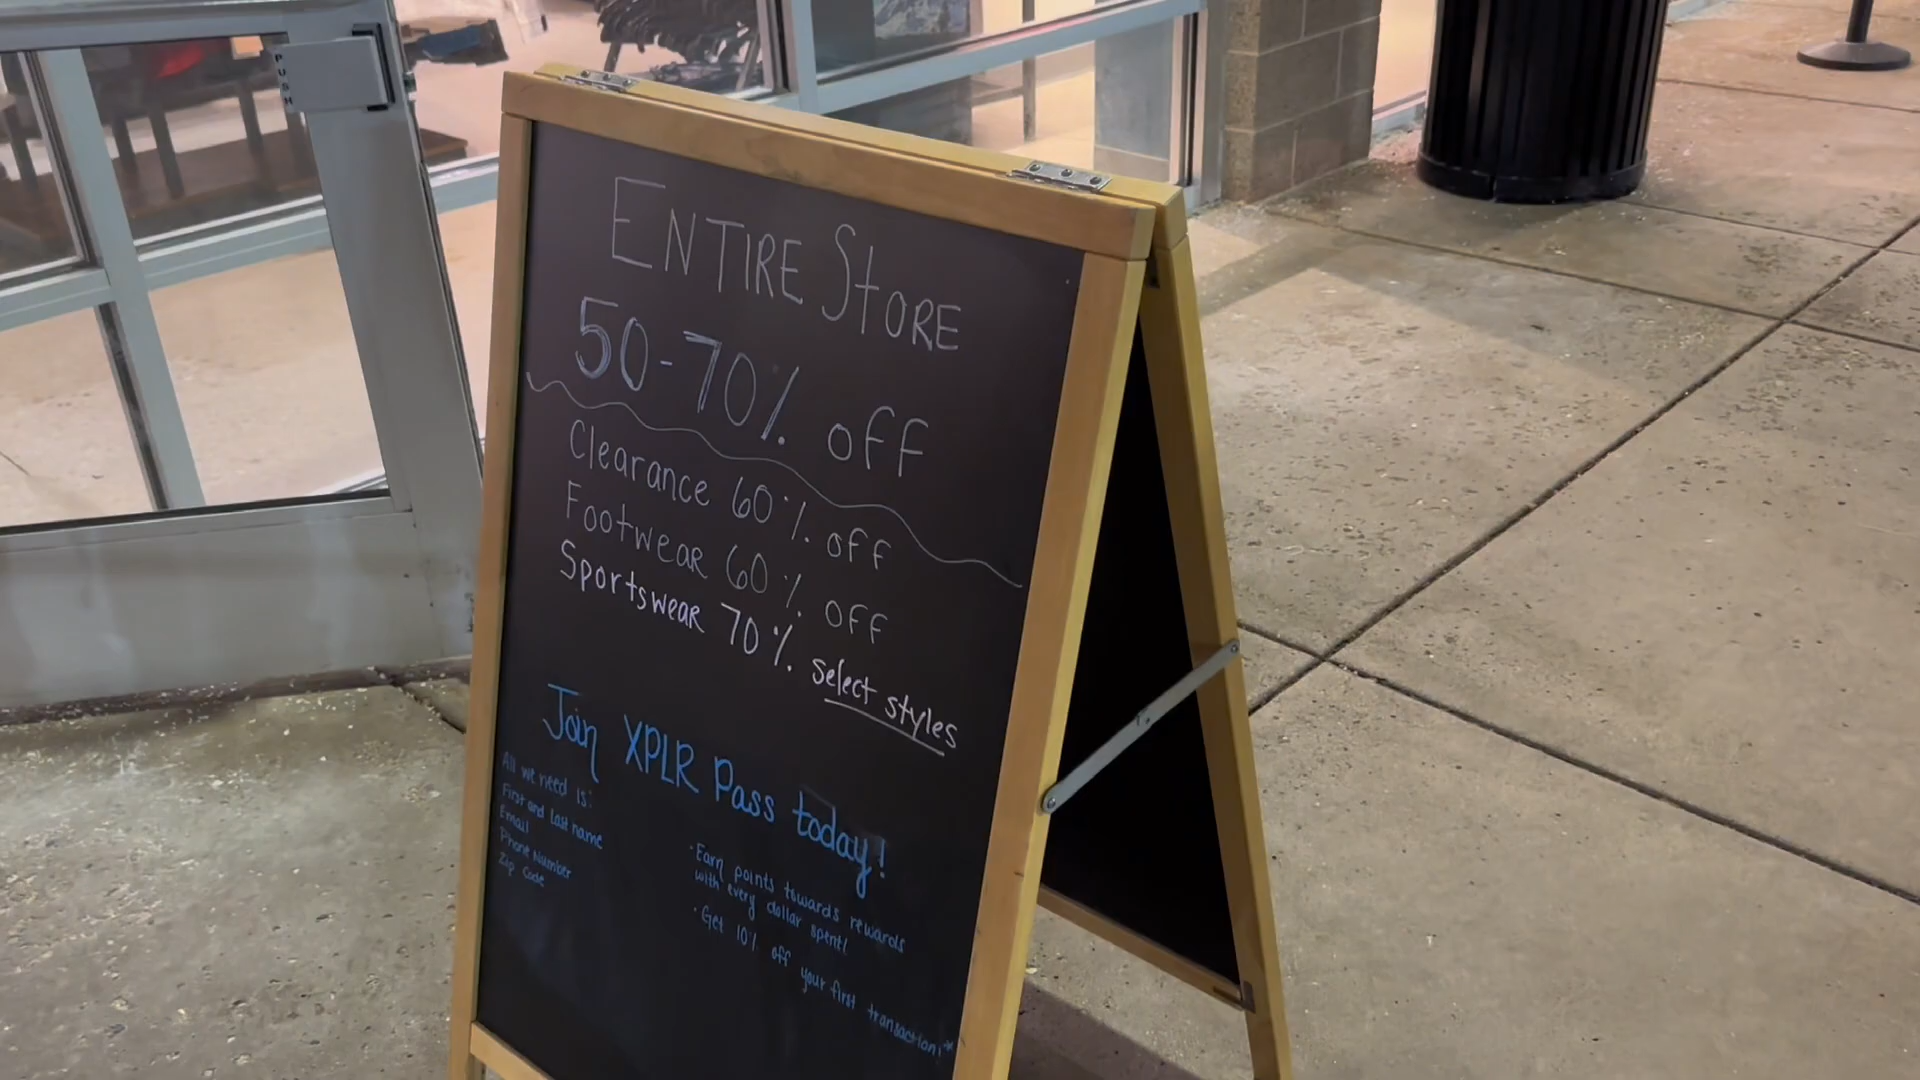 PUSH
ENTIRE STORE
50-70% off
Clearance 60% off
Footwear 60% off
Sportswear 70% select styles
Join XPLR Pass today!
All we need is:
First and last name
Email
Phone Number
Zip Code
· Earn points towards rewards
with every dollar spent!
· Get 10% off your first transaction!*